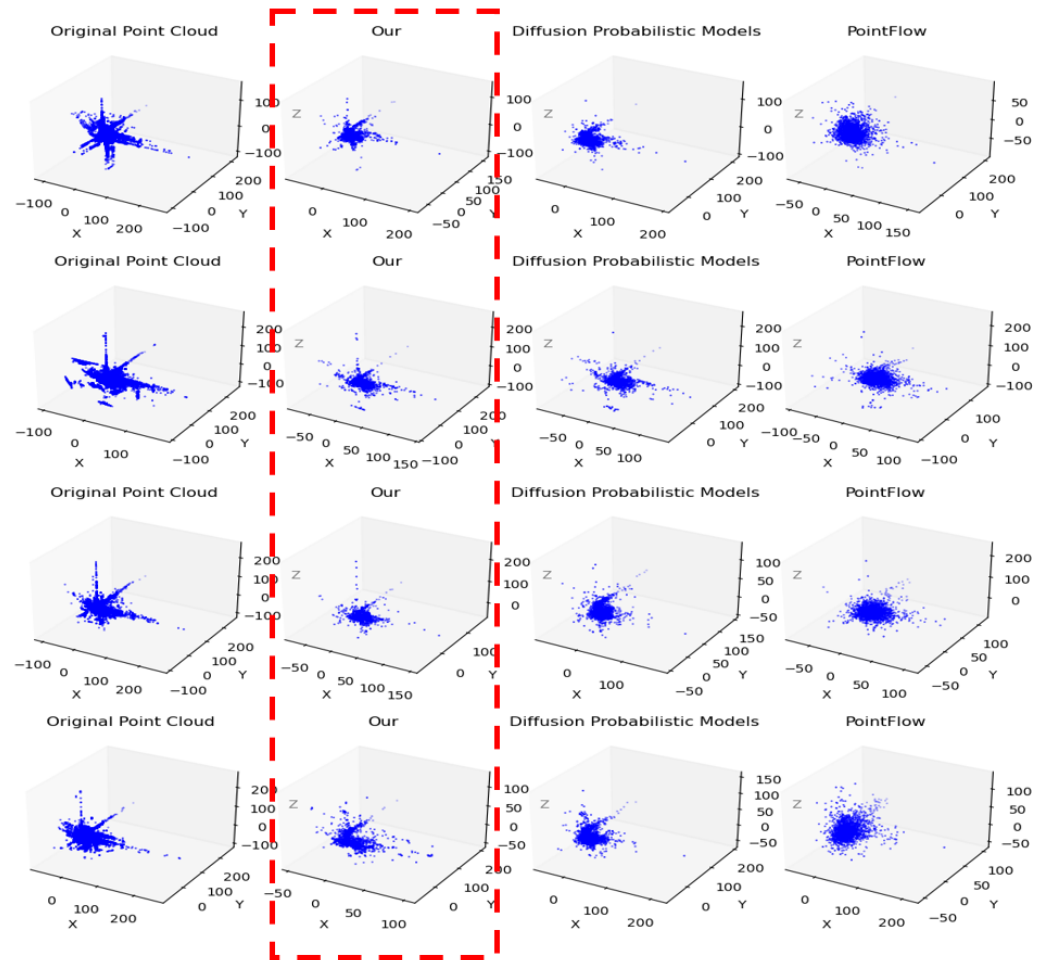 Original Point Cloud Our Diffusion Probabilistic Models PointFlow
100 0 −100 Z 100 0 −100 Z 100 0 −100 Z 50 0 −50
−100 0 100 200 X −100 0 100 200 Y 0 100 200 X −50 0 50 100 150 Y 0 100 200 X 0 100 200 Y −50 0 50 100 150 X 0 100 200 Y
Original Point Cloud Our Diffusion Probabilistic Models PointFlow
200 100 0 −100 Z 200 100 0 −100 Z 200 100 0 −100 Z 200 100 0 −100
−100 0 100 X −100 0 100 200 Y −50 0 50 100 150 X −100 0 100 200 Y −50 0 50 100 X 0 100 200 Y −100 −50 0 50 100 X −100 0 100 Y
Original Point Cloud Our Diffusion Probabilistic Models PointFlow
200 100 0 −100 Z 200 100 0 Z 100 50 0 −50 Z 200 100 0
−100 0 100 200 X −100 0 100 200 Y −50 0 50 100 150 X 0 100 Y 0 100 X −50 0 50 100 150 Y −50 0 50 100 X −50 0 50 100 Y
Original Point Cloud Our Diffusion Probabilistic Models PointFlow
200 100 0 −100 Z 100 50 0 −50 Z 150 100 50 0 −50 Z 100 50 0 −50
0 100 200 X 0 100 200 Y −50 0 50 100 X 0 100 200 Y 0 100 200 X 0 100 200 Y 0 100 200 X −50 0 50 100 Y